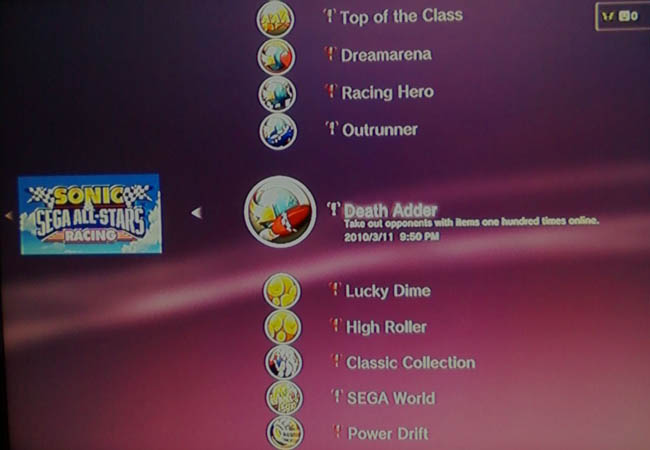 Top of the Class
0
Dreamarena
Racing Hero
Outrunner
SONIC
& SEGA ALL-STARS
RACING
Death Adder
Take out opponents with items one hundred times online.
2010/3/11 9:50 PM
Lucky Dime
High Roller
Classic Collection
SEGA World
Power Drift